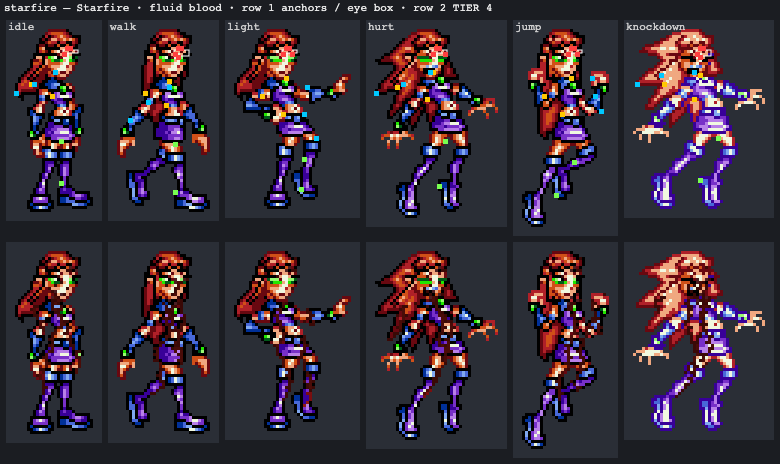 starfire — Starfire · fluid blood · row 1 anchors / eye box · row 2 TIER 4
idle
walk
light
hurt
jump
knockdown